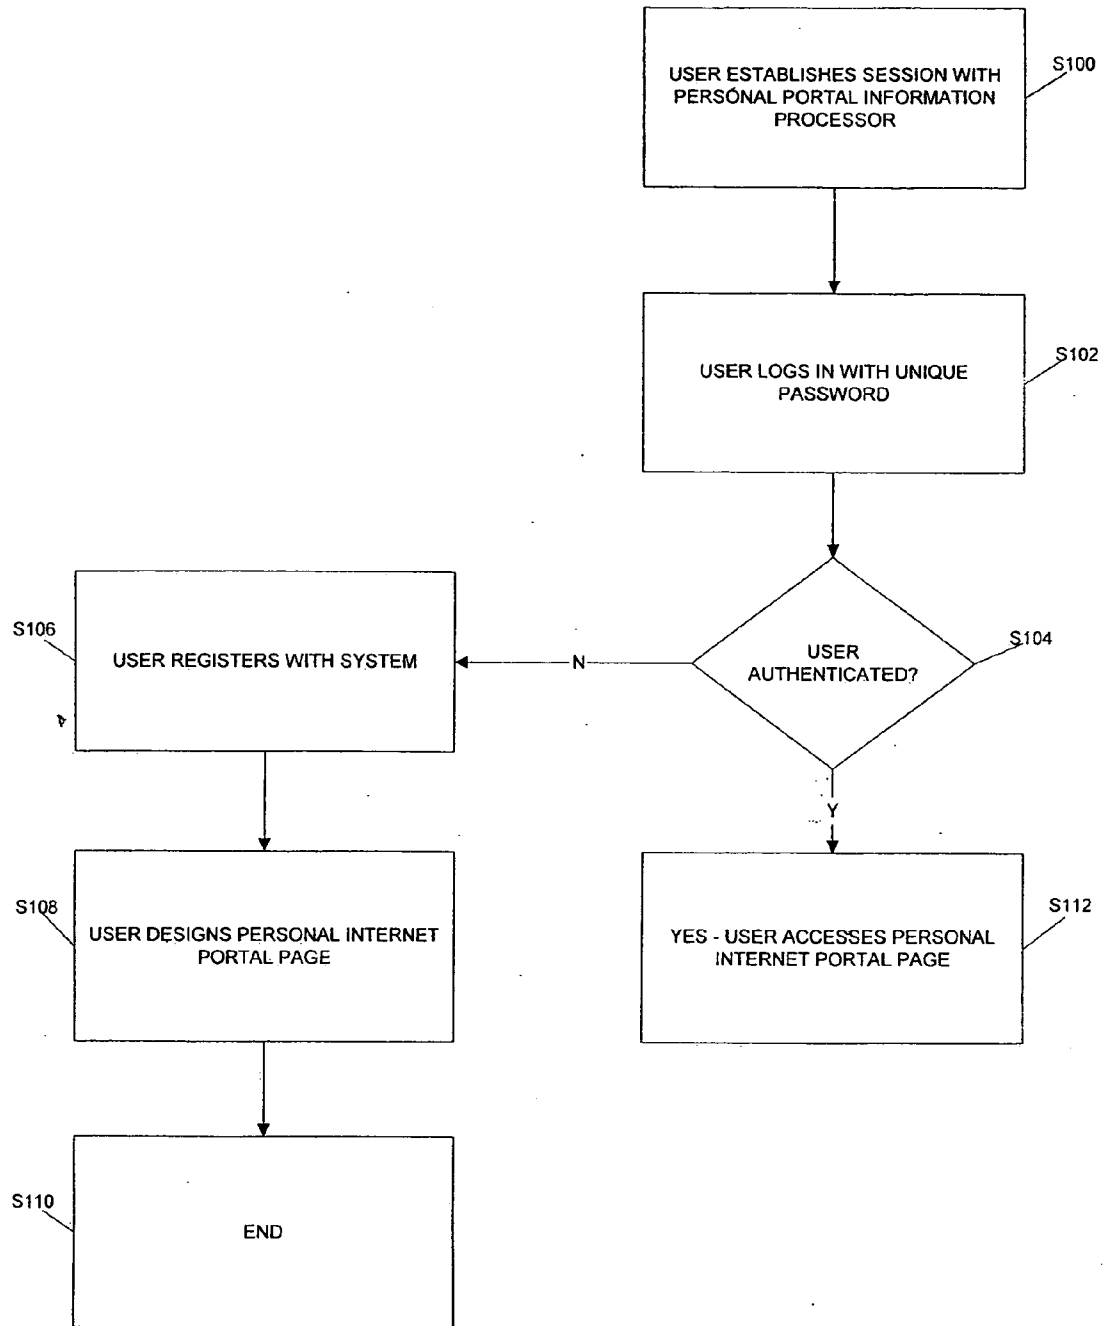 USER ESTABLISHES SESSION WITH
PERSONAL PORTAL INFORMATION
PROCESSOR
S100
USER LOGS IN WITH UNIQUE
PASSWORD
S102
USER
AUTHENTICATED?
S104
N
USER REGISTERS WITH SYSTEM
S106
Y
USER DESIGNS PERSONAL INTERNET
PORTAL PAGE
S108
YES - USER ACCESSES PERSONAL
INTERNET PORTAL PAGE
S112
END
S110